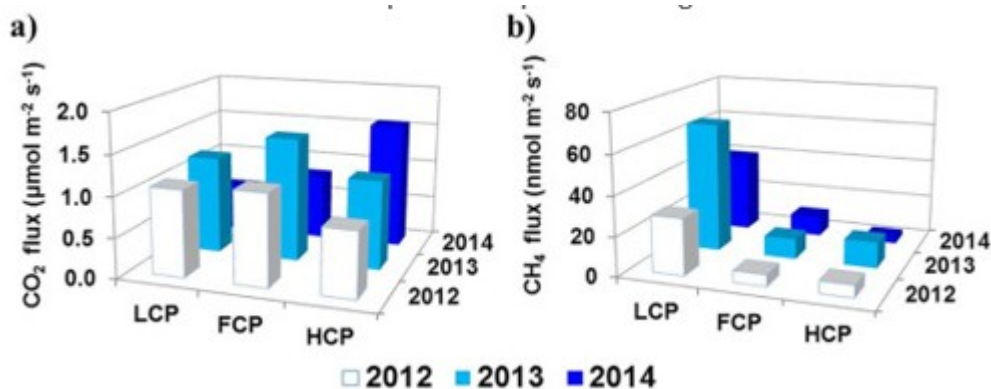 a)
CO₂ flux (μmol m⁻² s⁻¹)
2.0
1.5
1.0
0.5
0.0
LCP
FCP
HCP
2014
2013
2012
b)
CH₄ flux (nmol m⁻² s⁻¹)
80
60
40
20
0
LCP
FCP
HCP
2014
2013
2012
2012 2013 2014